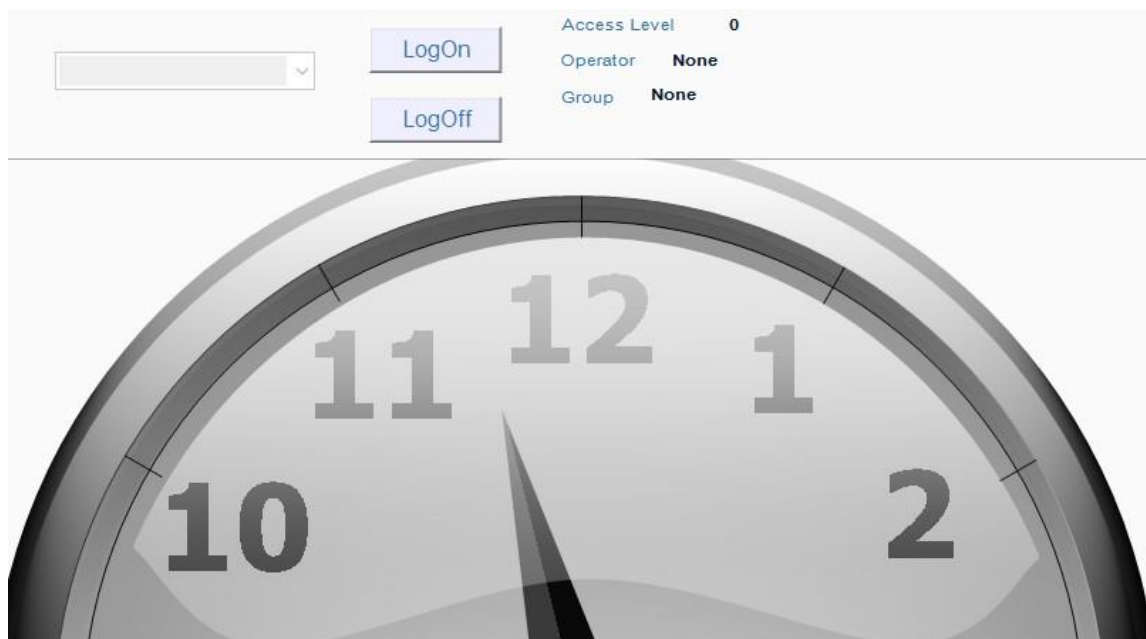 LogOn
LogOff
Access Level 0
Operator None
Group None
12
11
1
10
2